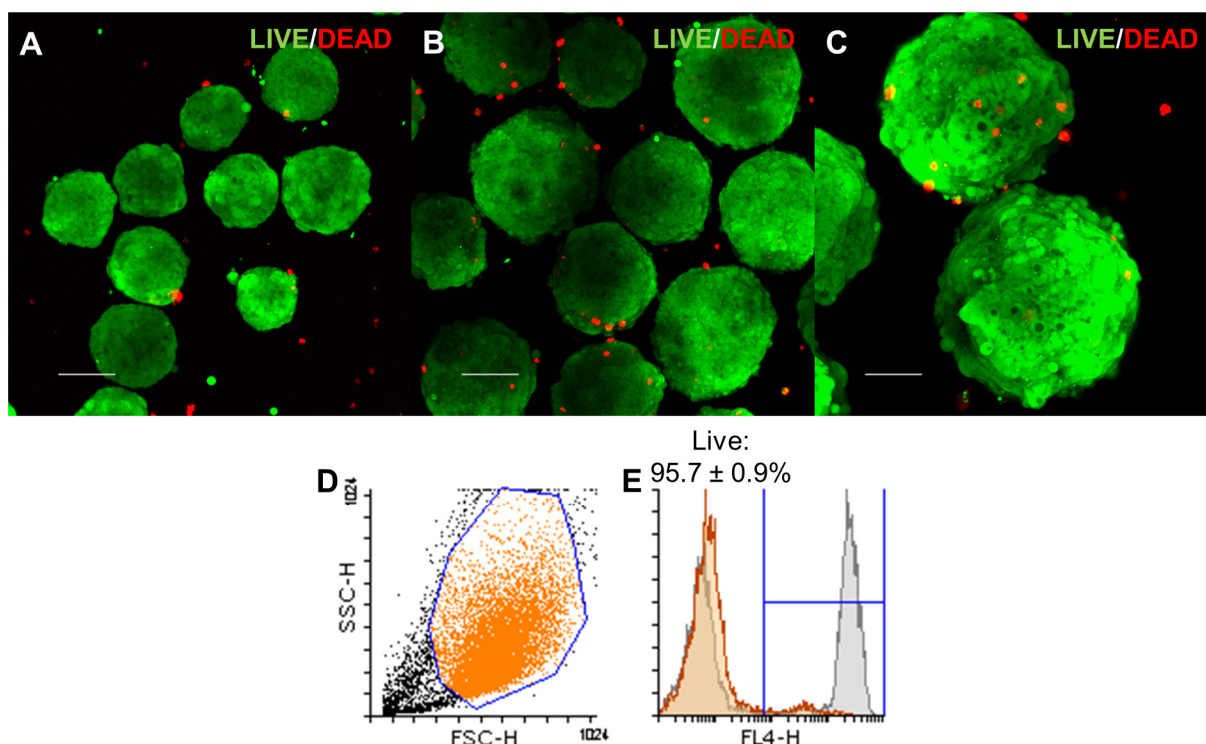 A
LIVE/DEAD
B
LIVE/DEAD
C
LIVE/DEAD
Live:
95.7 ± 0.9%
D
1024
SSC-H
FSC-H
1024
E
FL4-H